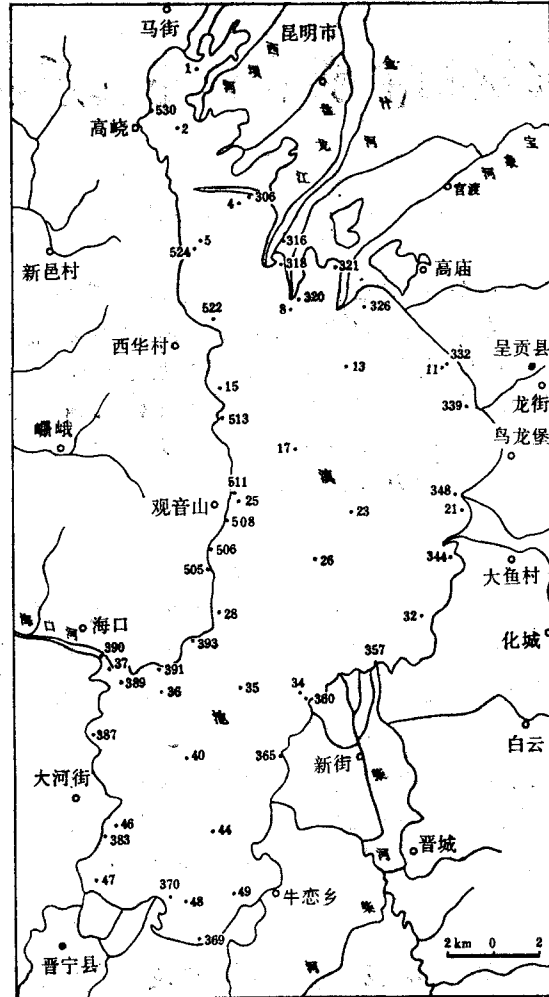 马街
昆明市
西
坝
河
盘
龙
江
金
汁
河
宝
象
河
官渡
1
530
高峣
2
306
4
5
524
新邑村
316
318
321
高庙
320
8
326
522
西华村
332
11
13
呈贡县
15
龙街
339
513
乌龙堡
嶍峨
17
滇
511
25
348
21
观音山
508
23
506
505
26
344
大鱼村
28
32
海口河
海口
393
化城
390
37
391
357
389
36
35
34
360
387
白云
40
365
新街
柴
河
大河街
46
383
44
池
晋城
47
370
48
49
牛恋乡
柴
河
369
晋宁县
2 km 0 2